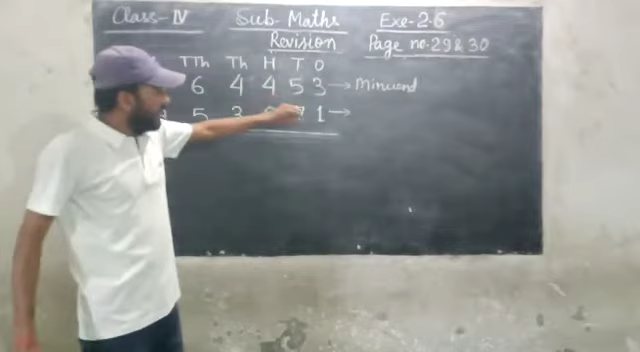 Class-IV Sub- Maths Exe-2.6
Revision Page no. 29 & 30
TTh Th H T O
6 4 4 5 3 → Minuend
5 3 7 1 →